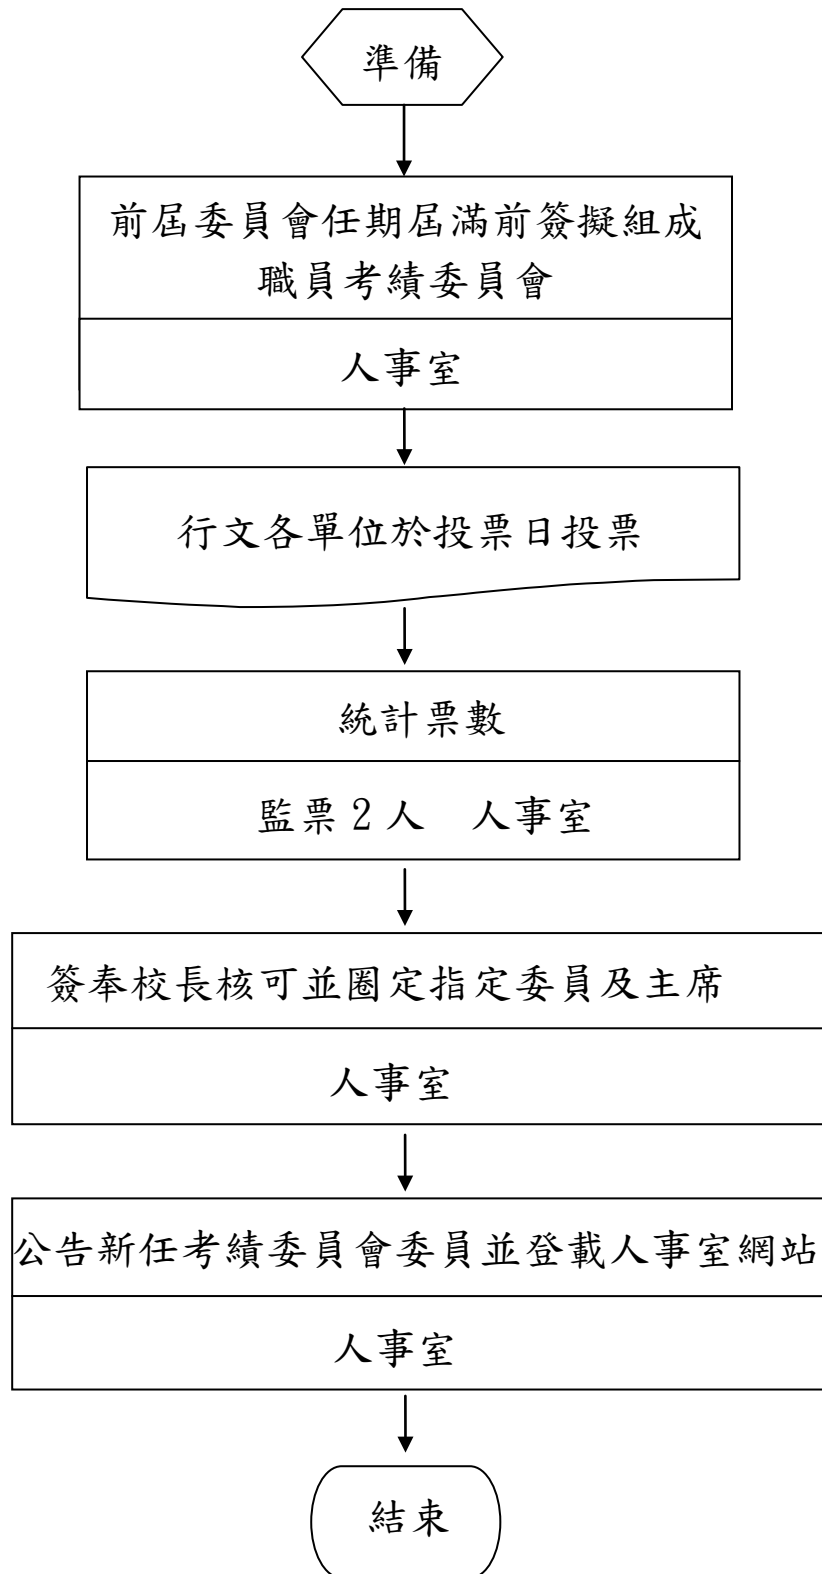 準備
前屆委員會任期屆滿前簽擬組成
職員考績委員會
人事室
行文各單位於投票日投票
統計票數
監票 2 人　人事室
簽奉校長核可並圈定指定委員及主席
人事室
公告新任考績委員會委員並登載人事室網站
人事室
結束